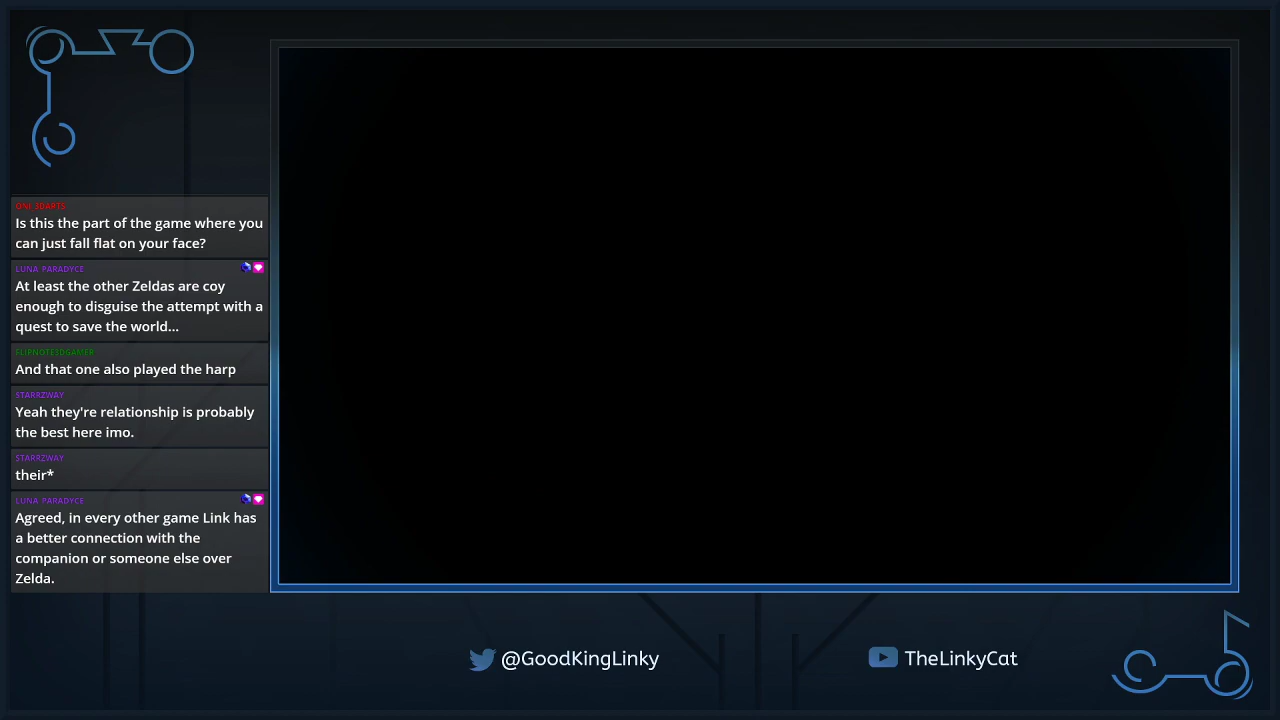 ONE3DARTS
Is this the part of the game where you
can just fall flat on your face?
LUNA PARADYCE
At least the other Zeldas are coy
enough to disguise the attempt with a
quest to save the world...
FLIPNOTE3DGAMER
And that one also played the harp
STARRZWAY
Yeah they're relationship is probably
the best here imo.
STARRZWAY
their*
LUNA PARADYCE
Agreed, in every other game Link has
a better connection with the
companion or someone else over
Zelda.
@GoodKingLinky
TheLinkyCat